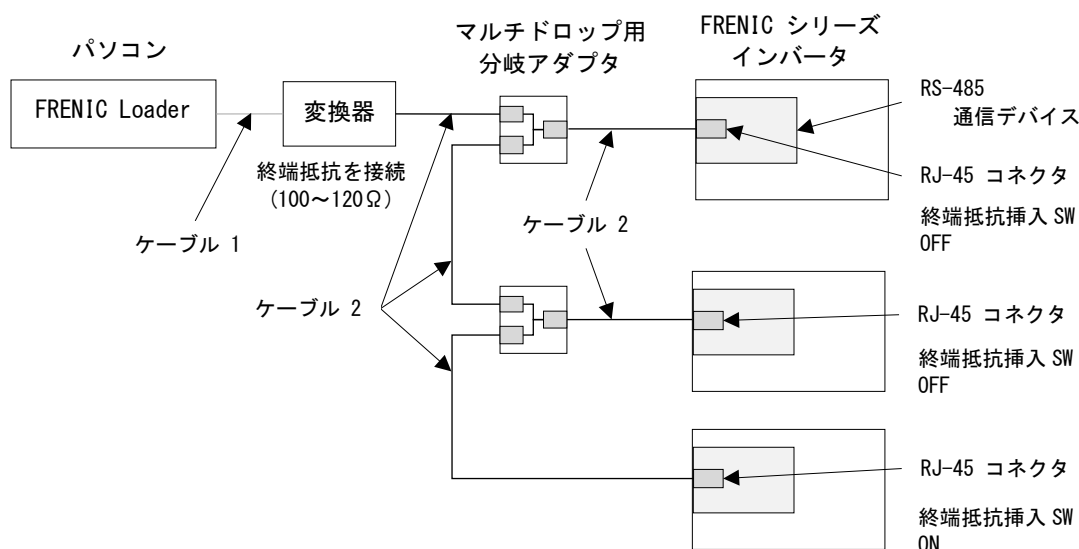 パソコン
FRENIC Loader
ケーブル 1
変換器
終端抵抗を接続
(100～120Ω)
マルチドロップ用
分岐アダプタ
ケーブル 2
ケーブル 2
FRENIC シリーズ
インバータ
RS-485
通信デバイス
RJ-45 コネクタ
終端抵抗挿入 SW
OFF
RJ-45 コネクタ
終端抵抗挿入 SW
OFF
RJ-45 コネクタ
終端抵抗挿入 SW
ON